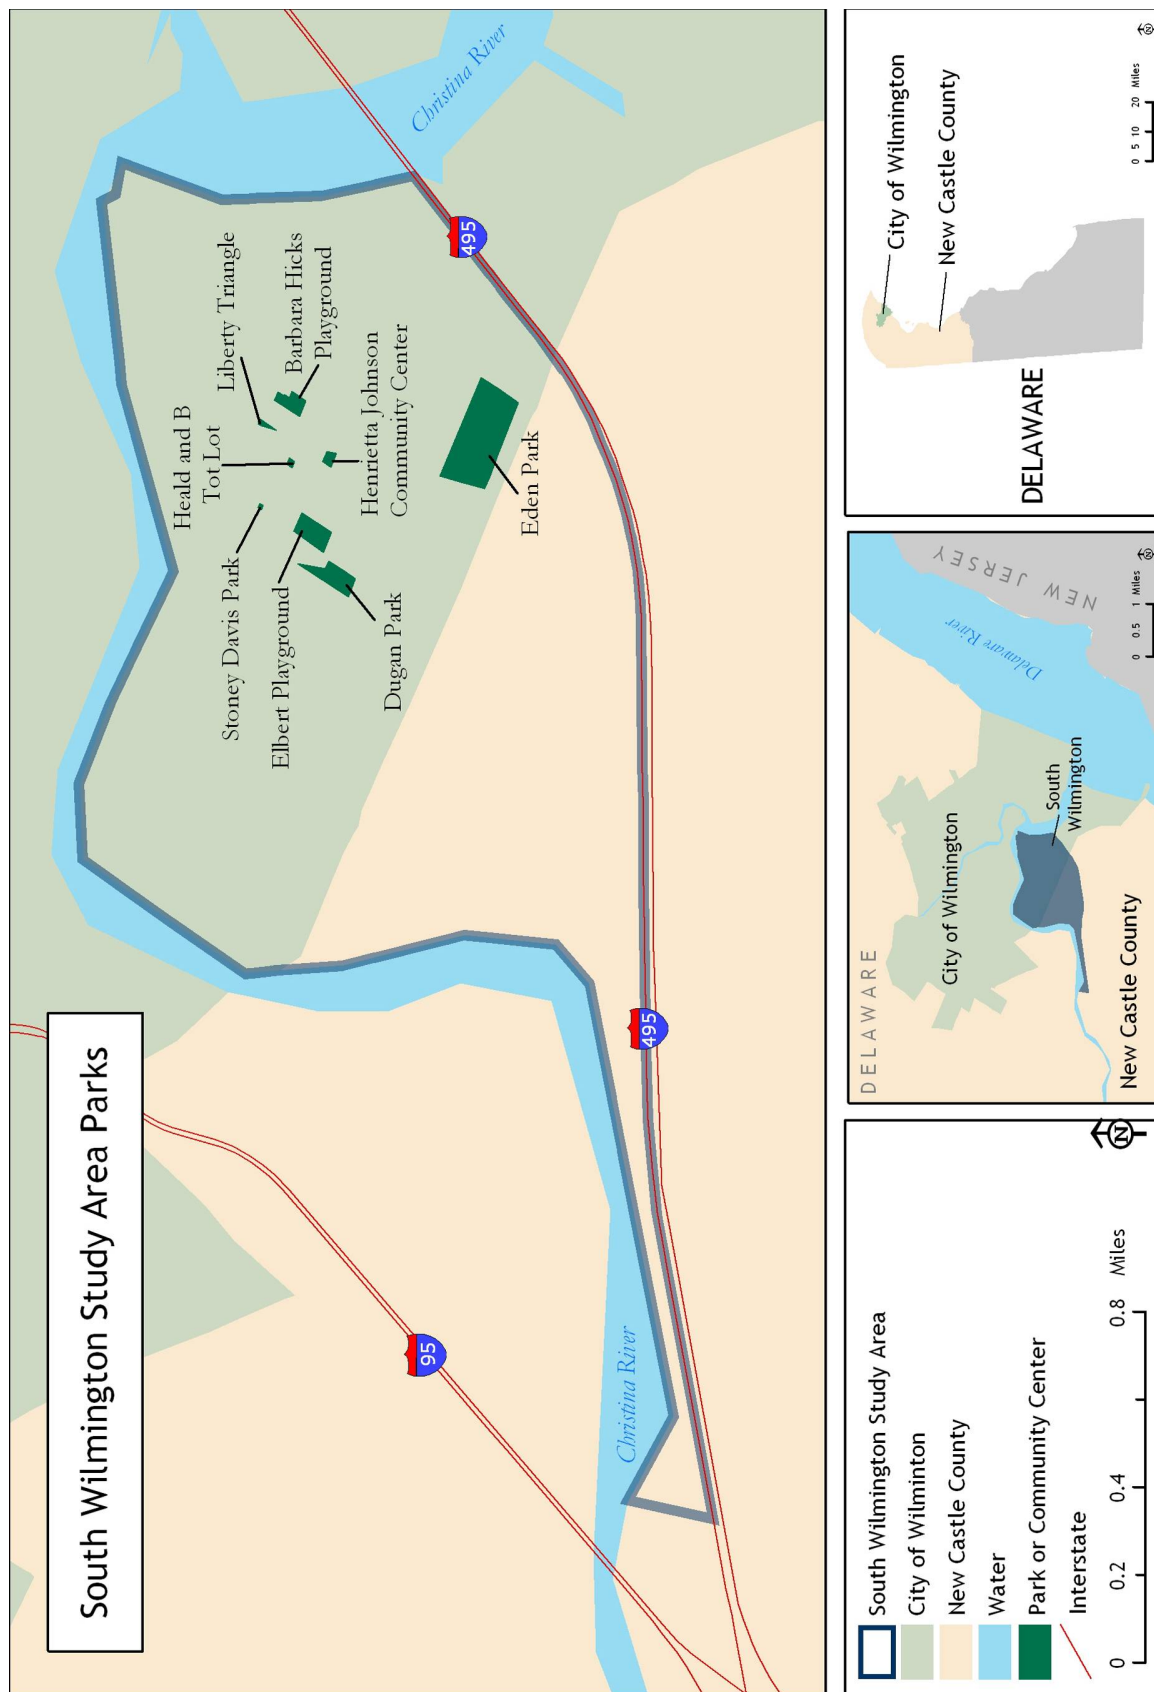 South Wilmington Study Area Parks
95
Christina River
495
495
Christina River
Stoney Davis Park
Elbert Playground
Dugan Park
Heald and B
Tot Lot
Liberty Triangle
Barbara Hicks
Playground
Henrietta Johnson
Community Center
Eden Park
South Wilmington Study Area
City of Wilminton
New Castle County
Water
Park or Community Center
Interstate
0 0.2 0.4 0.8 Miles
N
DELAWARE
City of Wilmington
South
Wilmington
New Castle County
Delaware River
NEW JERSEY
0 0.5 1 Miles
N
DELAWARE
City of Wilmington
New Castle County
0 5 10 20 Miles
N